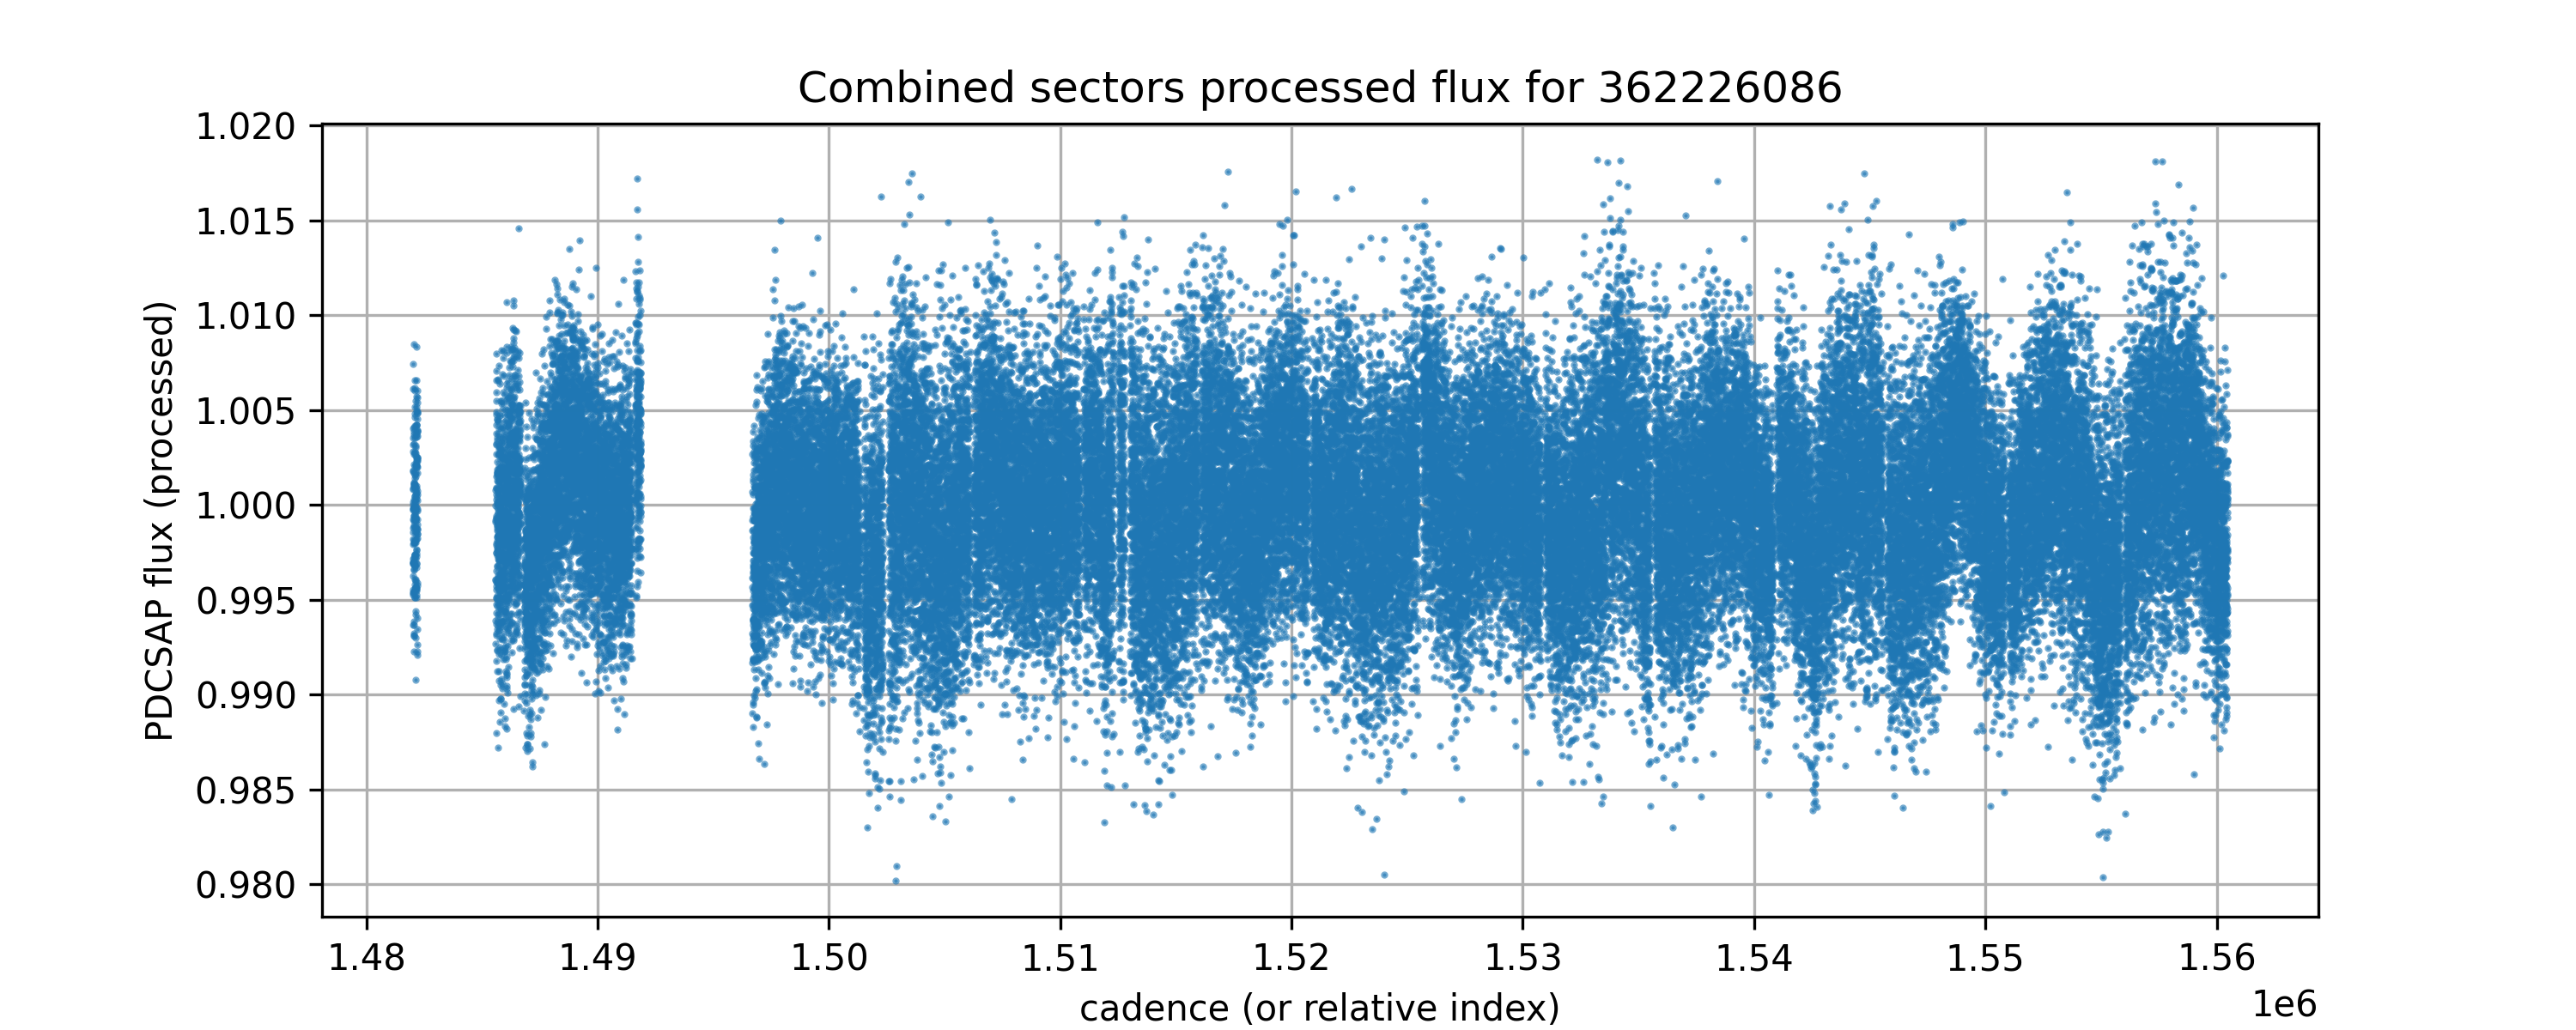 Combined sectors processed flux for 362226086
PDCSAP flux (processed)
1.020
1.015
1.010
1.005
1.000
0.995
0.990
0.985
0.980
1.48 1.49 1.50 1.51 1.52 1.53 1.54 1.55 1.56
1e6
cadence (or relative index)